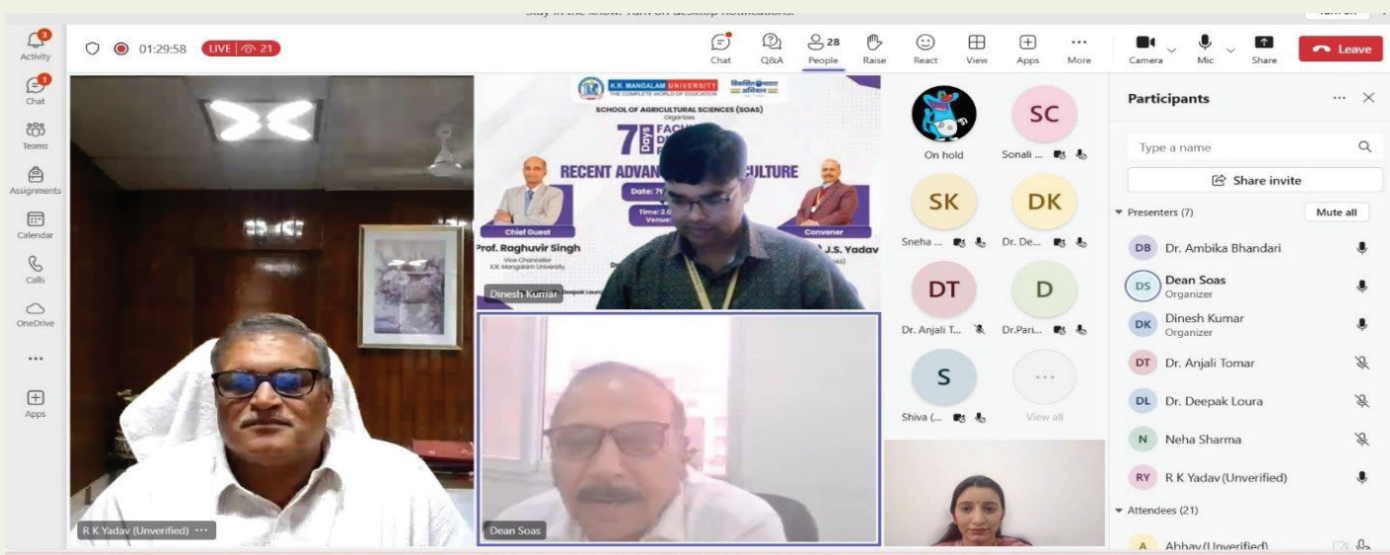 Stay in the know. Turn on desktop notifications.
Turn on
Activity
Chat
Teams
Assignments
Calendar
Calls
OneDrive
Apps
01:29:58
LIVE 21
Chat
Q&A
28
People
Raise
React
View
Apps
More
Camera
Mic
Share
Leave
R K Yadav (Unverified)
K.R. MANGALAM UNIVERSITY
THE COMPLETE WORLD OF EDUCATION
विकसित भारत
अभियान
SCHOOL OF AGRICULTURAL SCIENCES (SOAS)
Organizes
7 Days
RECENT
Date:
Time:
Venue:
Chief Guest
Convener
Prof. Raghuvir Singh
J.S. Yadav
Vice Chancellor
K.R. Mangalam University
Dinesh Kumar
Dean Soas
On hold
SC
Sonali ...
SK
Sneha ...
DK
Dr. De...
DT
Dr. Anjali T...
D
Dr.Pari...
S
Shiva (...
View all
Participants
Type a name
Share invite
Presenters (7)
Mute all
DB Dr. Ambika Bhandari
DS Dean Soas
Organizer
DK Dinesh Kumar
Organizer
DT Dr. Anjali Tomar
DL Dr. Deepak Loura
N Neha Sharma
RY R K Yadav(Unverified)
Attendees (21)
A Abhay(Unverified)